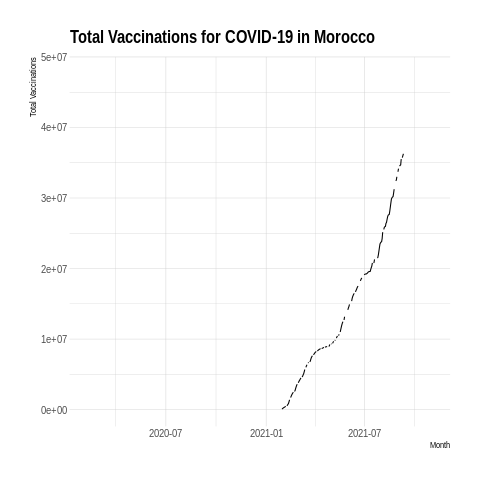 Total Vaccinations for COVID-19 in Morocco
Total Vaccinations
5e+07
4e+07
3e+07
2e+07
1e+07
0e+00
2020-07
2021-01
2021-07
Month